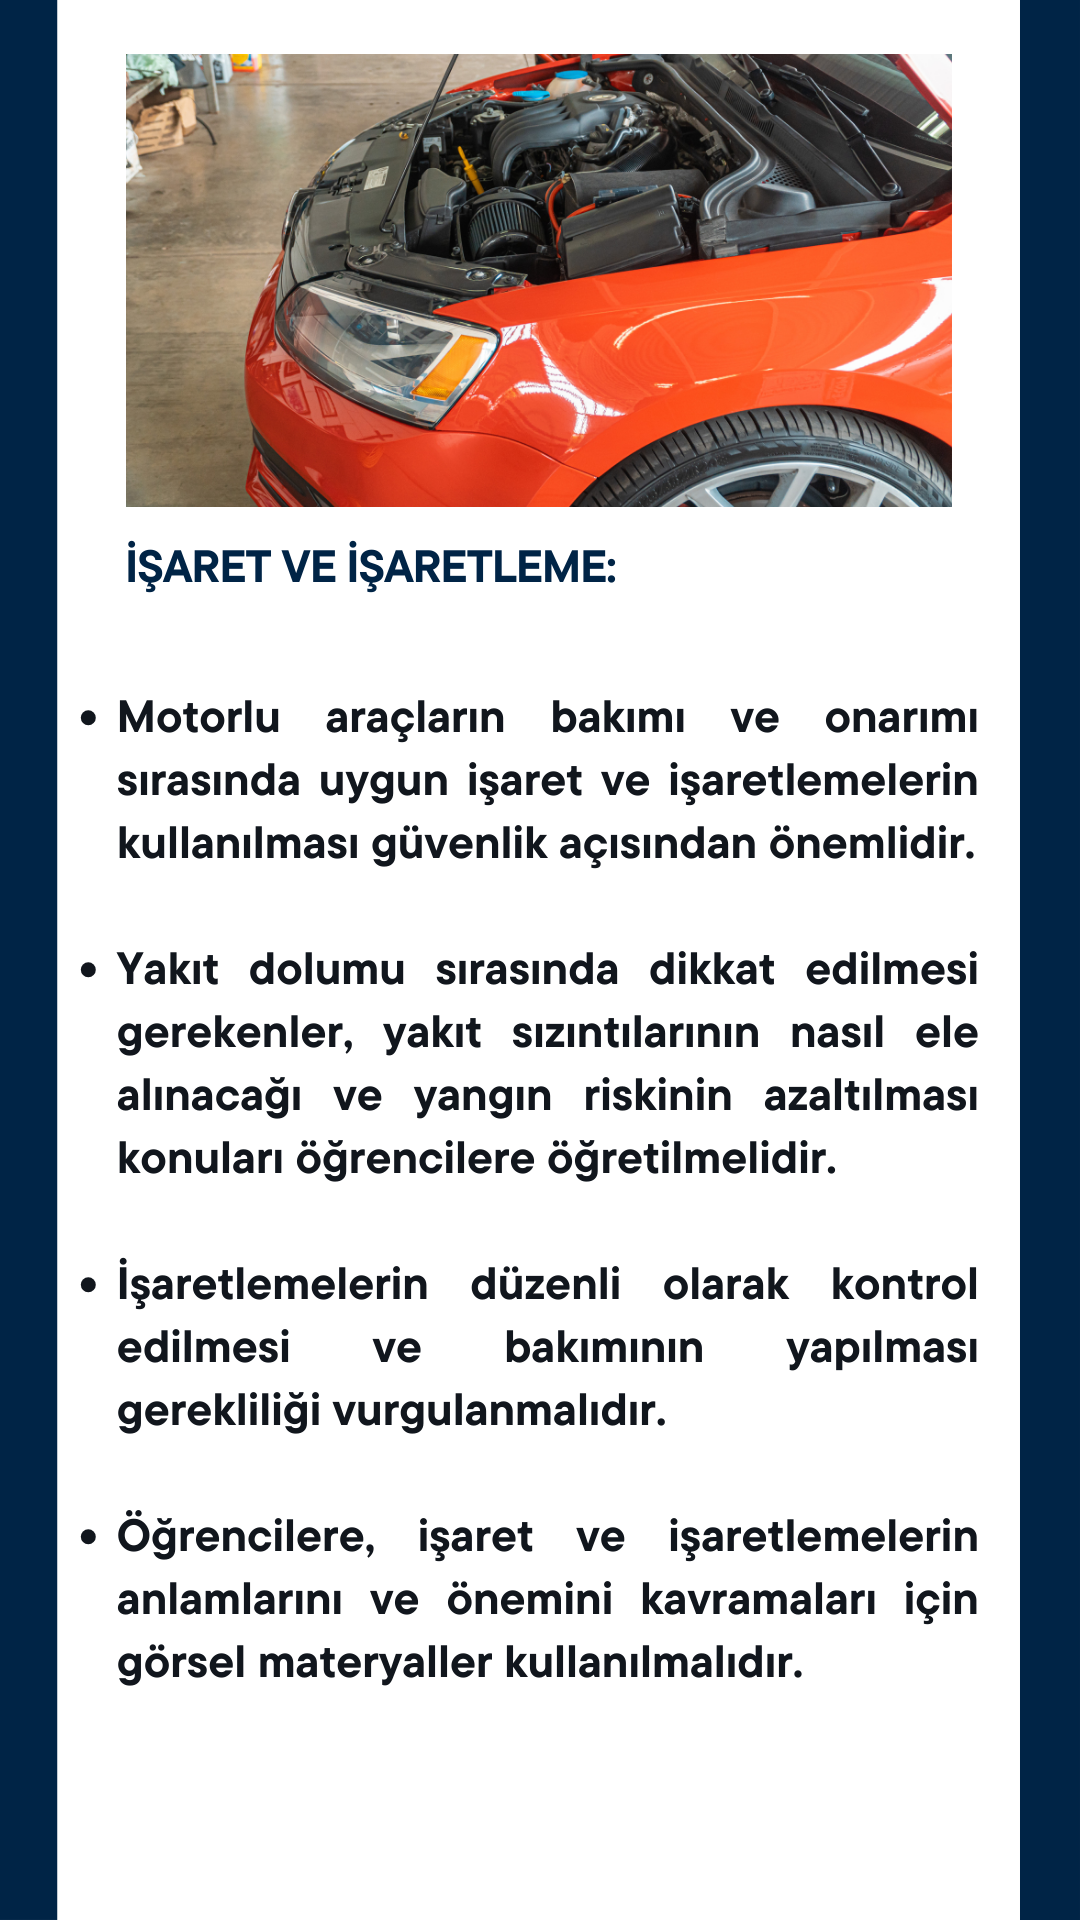 İŞARET VE İŞARETLEME:
• Motorlu araçların bakımı ve onarımı
sırasında uygun işaret ve işaretlemelerin
kullanılması güvenlik açısından önemlidir.
• Yakıt dolumu sırasında dikkat edilmesi
gerekenler, yakıt sızıntılarının nasıl ele
alınacağı ve yangın riskinin azaltılması
konuları öğrencilere öğretilmelidir.
• İşaretlemelerin düzenli olarak kontrol
edilmesi ve bakımının yapılması
gerekliliği vurgulanmalıdır.
• Öğrencilere, işaret ve işaretlemelerin
anlamlarını ve önemini kavramaları için
görsel materyaller kullanılmalıdır.